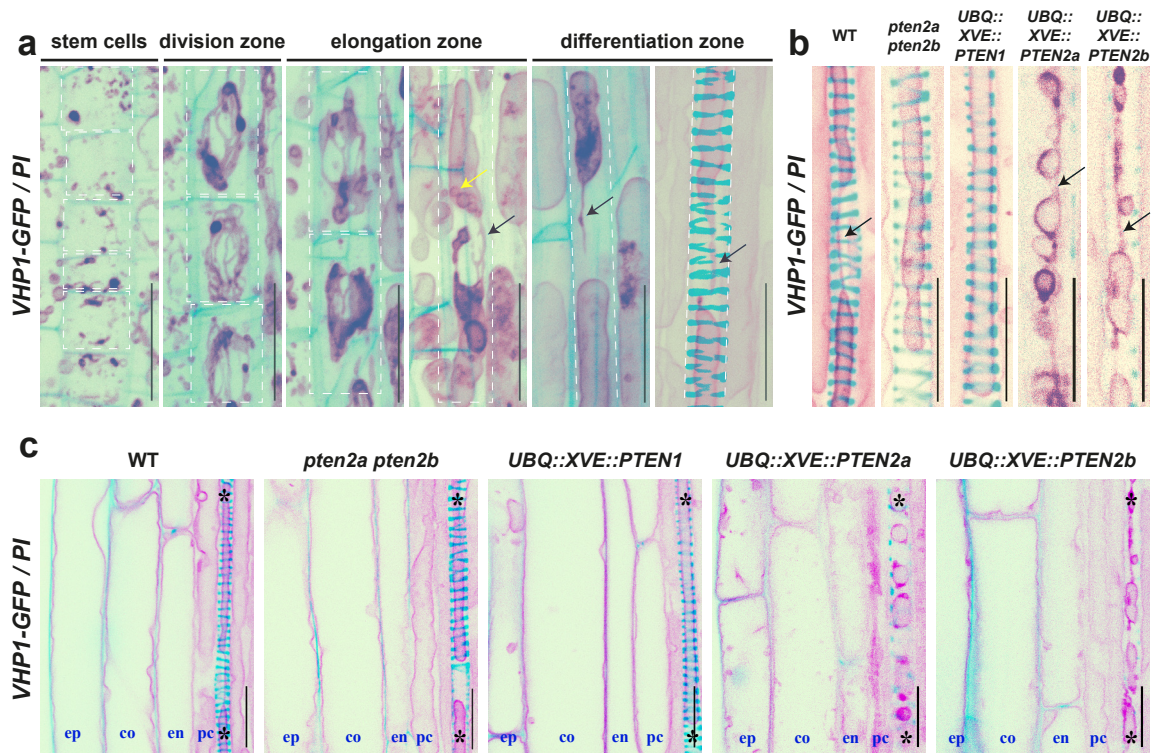 a
stem cells
division zone
elongation zone
differentiation zone
VHP1-GFP / PI
b
WT
pten2a
pten2b
UBQ::
XVE::
PTEN1
UBQ::
XVE::
PTEN2a
UBQ::
XVE::
PTEN2b
VHP1-GFP / PI
c
WT
pten2a pten2b
UBQ::XVE::PTEN1
UBQ::XVE::PTEN2a
UBQ::XVE::PTEN2b
VHP1-GFP / PI
* * * * *
ep co en pc * ep co en pc * ep co en pc * ep co en pc * ep co en pc *